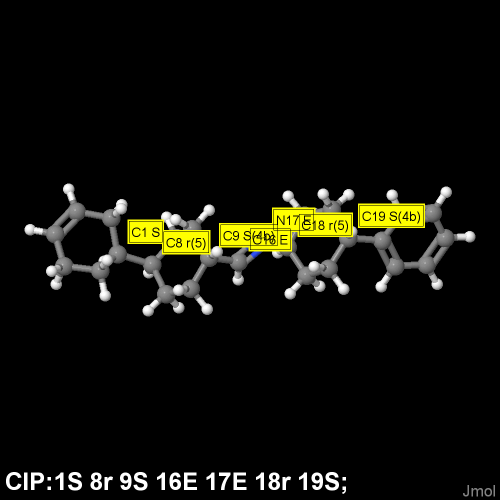 C1 S
C8 r(5)
C9 S(4b)
C16 E
N17 E
C18 r(5)
C19 S(4b)
CIP:1S 8r 9S 16E 17E 18r 19S;
Jmol